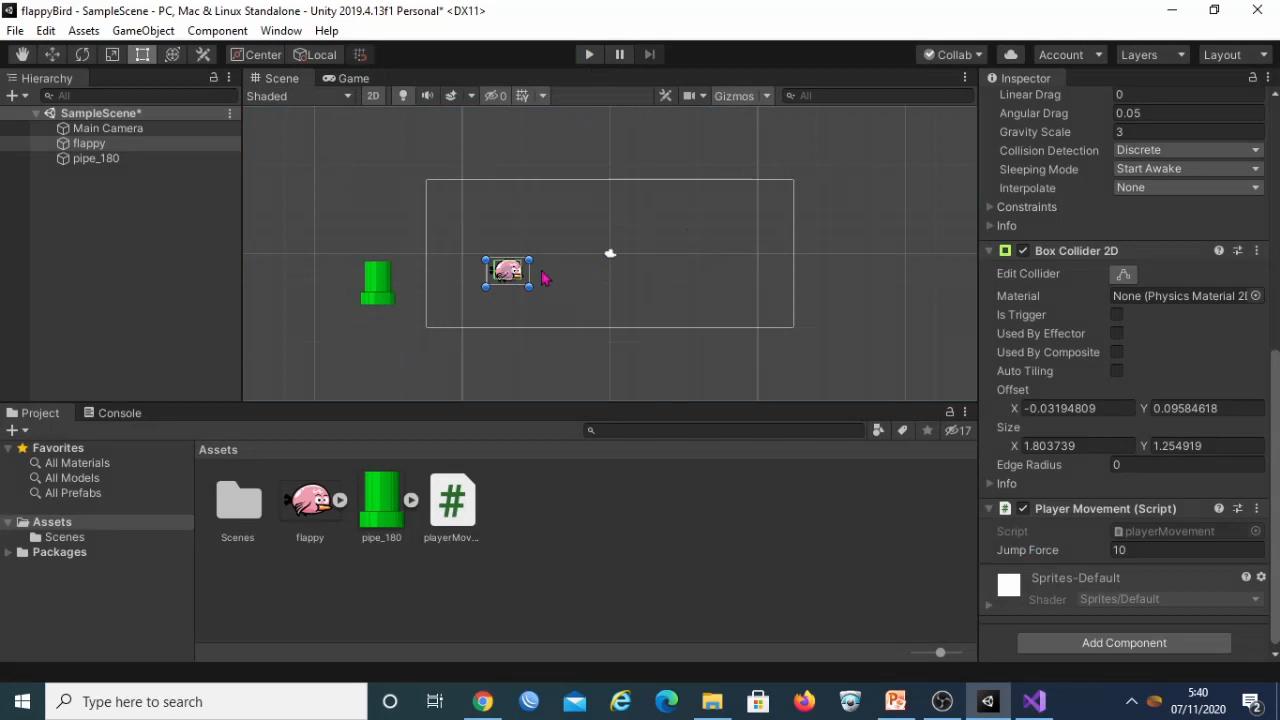 flappyBird - SampleScene - PC, Mac & Linux Standalone - Unity 2019.4.13f1 Personal* <DX11>
File Edit Assets GameObject Component Window Help
Center Local Collab Account Layers Layout
Hierarchy
All
SampleScene*
Main Camera
flappy
pipe_180
Scene Game
Shaded 2D 0 Gizmos All
Inspector
Linear Drag 0
Angular Drag 0.05
Gravity Scale 3
Collision Detection Discrete
Sleeping Mode Start Awake
Interpolate None
Constraints
Info
Box Collider 2D
Edit Collider
Material None (Physics Material 2D
Is Trigger
Used By Effector
Used By Composite
Auto Tiling
Offset
X -0.03194809 Y 0.09584618
Size
X 1.803739 Y 1.254919
Edge Radius 0
Info
# Player Movement (Script)
Script playerMovement
Jump Force 10
Sprites-Default
Shader Sprites/Default
Add Component
Project Console
17
Favorites
All Materials
All Models
All Prefabs
Assets
Scenes
Packages
Assets
#
Scenes flappy pipe_180 playerMov...
Type here to search
5:40
07/11/2020
2